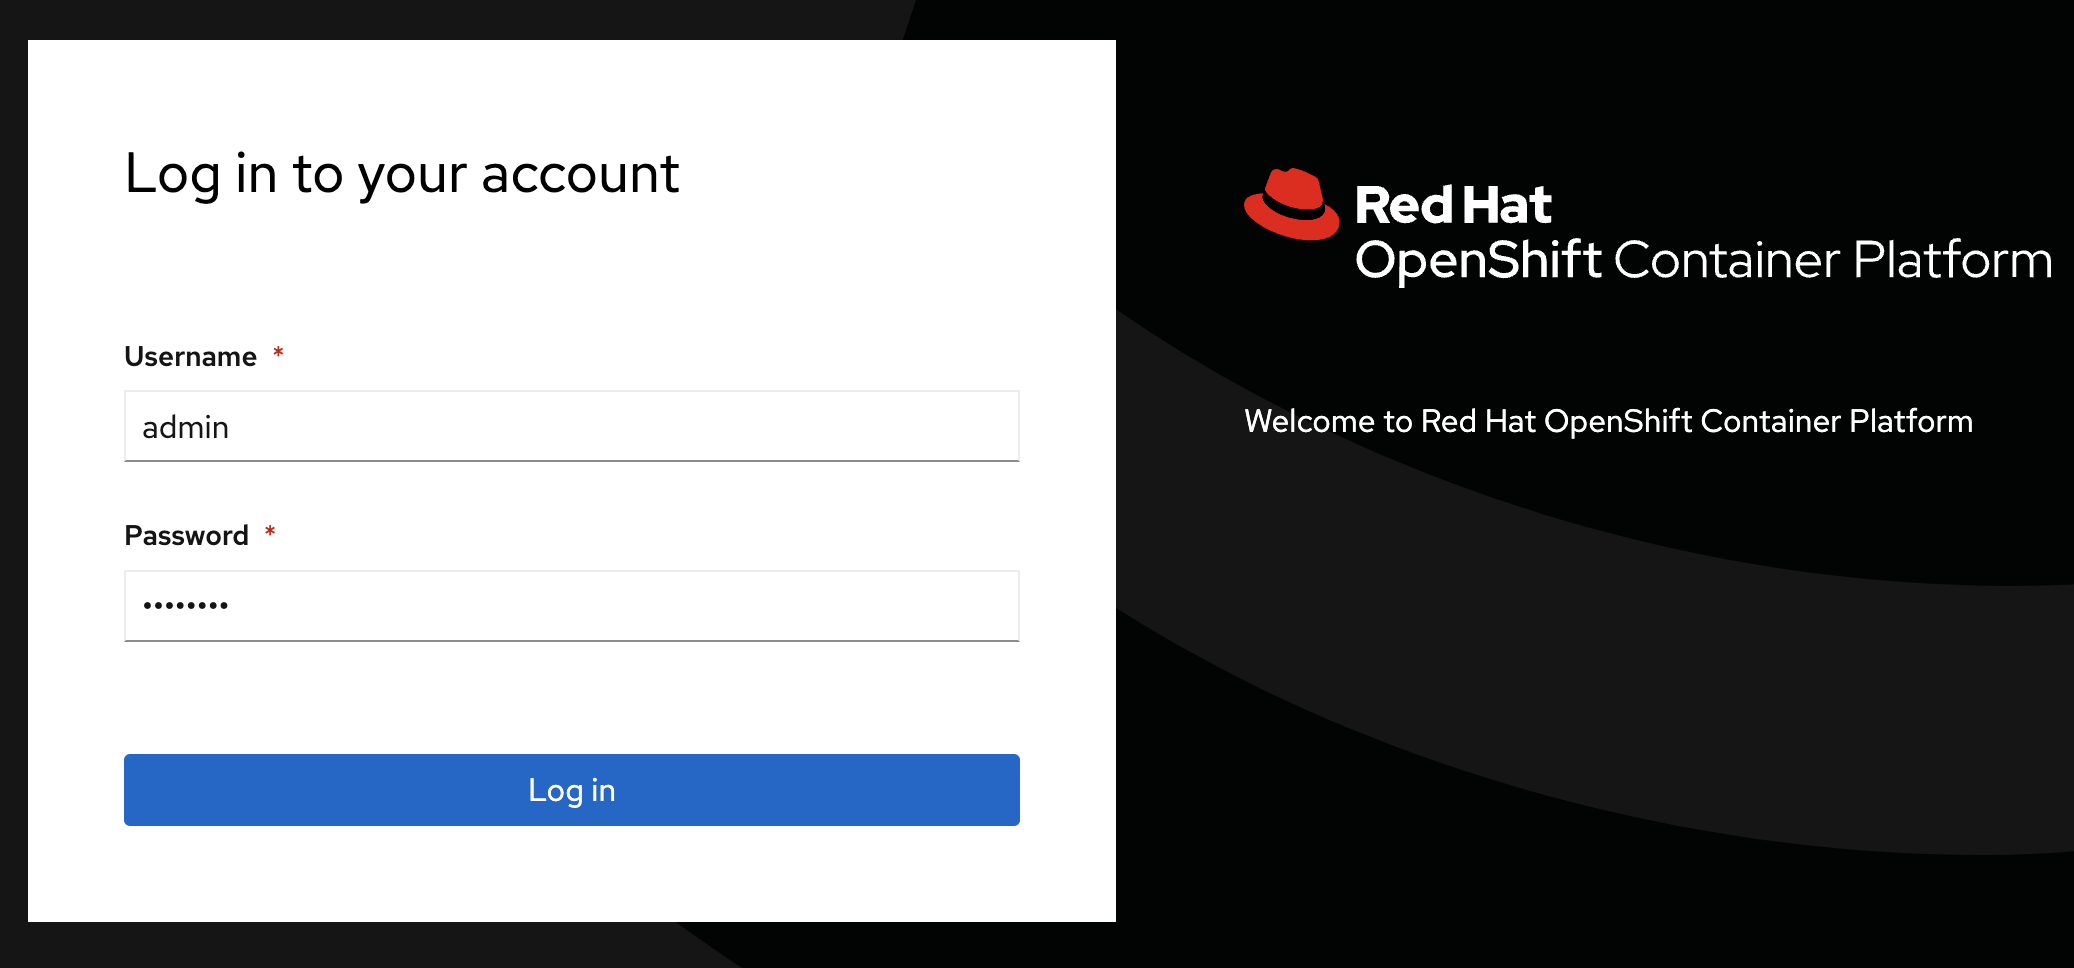 Log in to your account
Username *
admin
Password *
••••••••
Log in
Red Hat
OpenShift Container Platform
Welcome to Red Hat OpenShift Container Platform